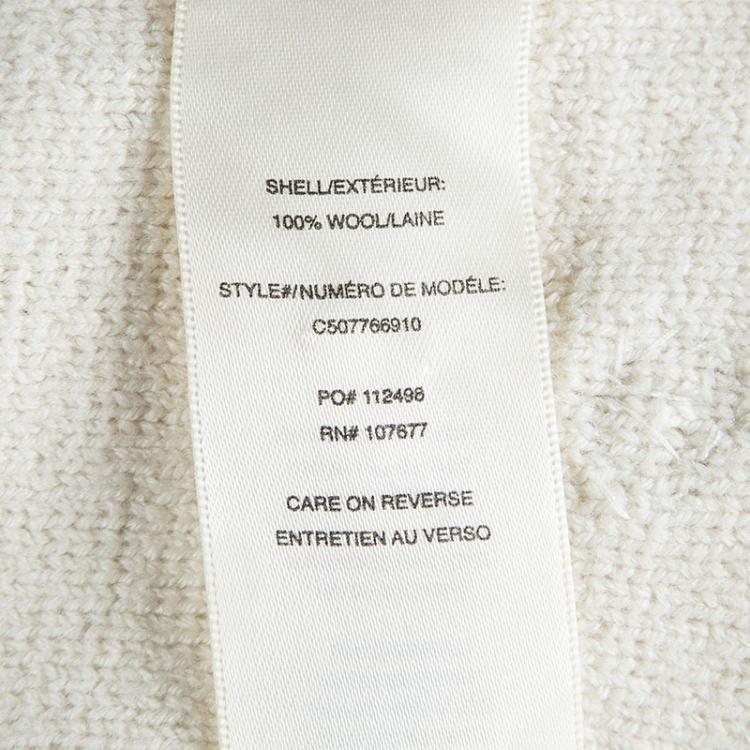 SHELL/EXTÉRIEUR:
100% WOOL/LAINE
STYLE#/NUMÉRO DE MODÉLE:
C507766910
PO# 112498
RN# 107677
CARE ON REVERSE
ENTRETIEN AU VERSO